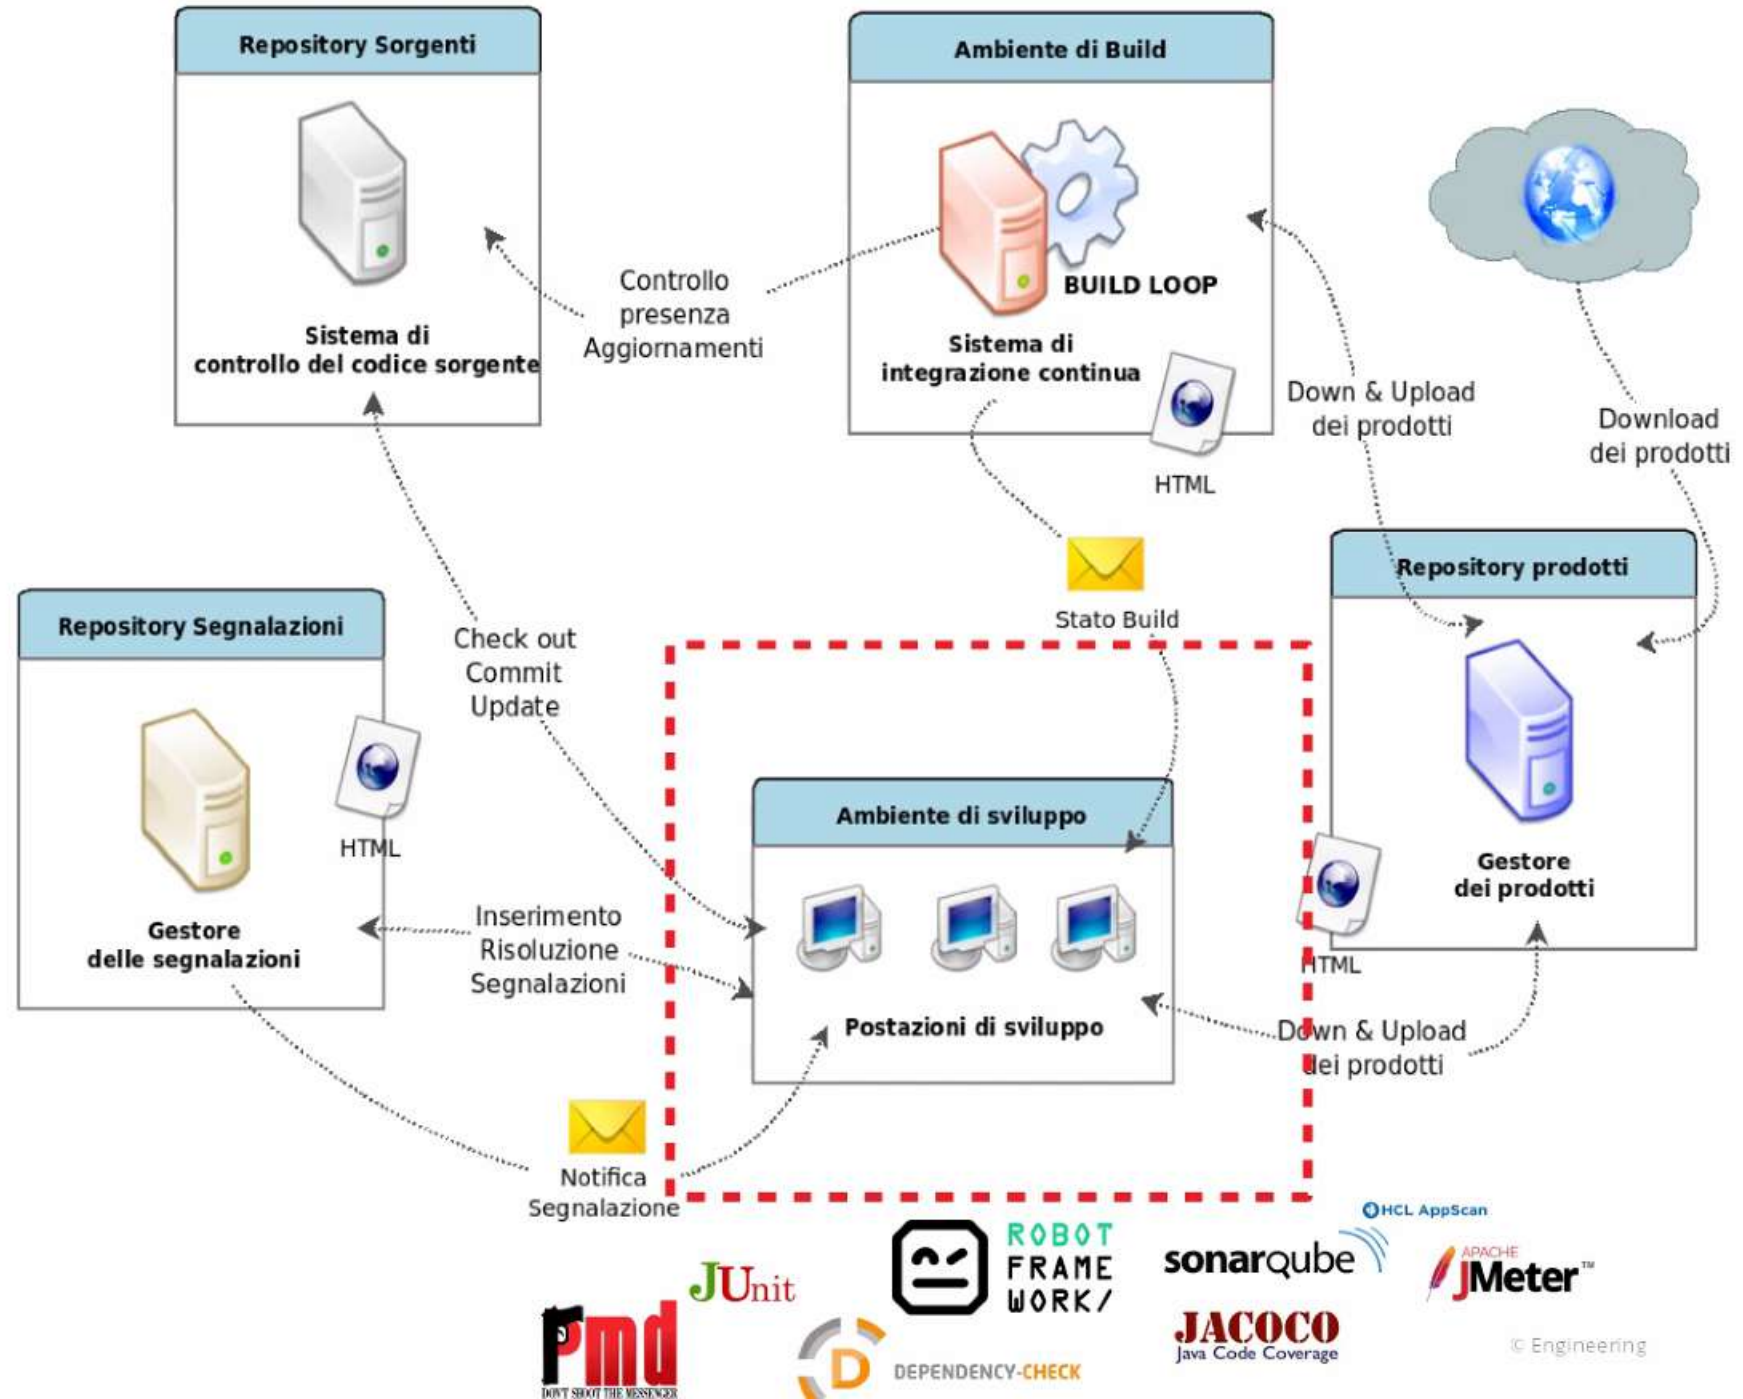 Repository Sorgenti
Sistema di
controllo del codice sorgente
Ambiente di Build
BUILD LOOP
Sistema di
integrazione continua
HTML
Controllo
presenza
Aggiornamenti
Down & Upload
dei prodotti
Download
dei prodotti
Stato Build
Repository prodotti
Gestore
dei prodotti
HTML
Repository Segnalazioni
HTML
Gestore
delle segnalazioni
Check out
Commit
Update
Inserimento
Risoluzione
Segnalazioni
Ambiente di sviluppo
Postazioni di sviluppo
Down & Upload
dei prodotti
Notifica
Segnalazione
HCL AppScan
ROBOT
FRAME
WORK/
sonarqube
APACHE
JMeter™
JUnit
Pmd
DON'T SHOOT THE MESSENGER
D
DEPENDENCY-CHECK
JACOCO
Java Code Coverage
© Engineering